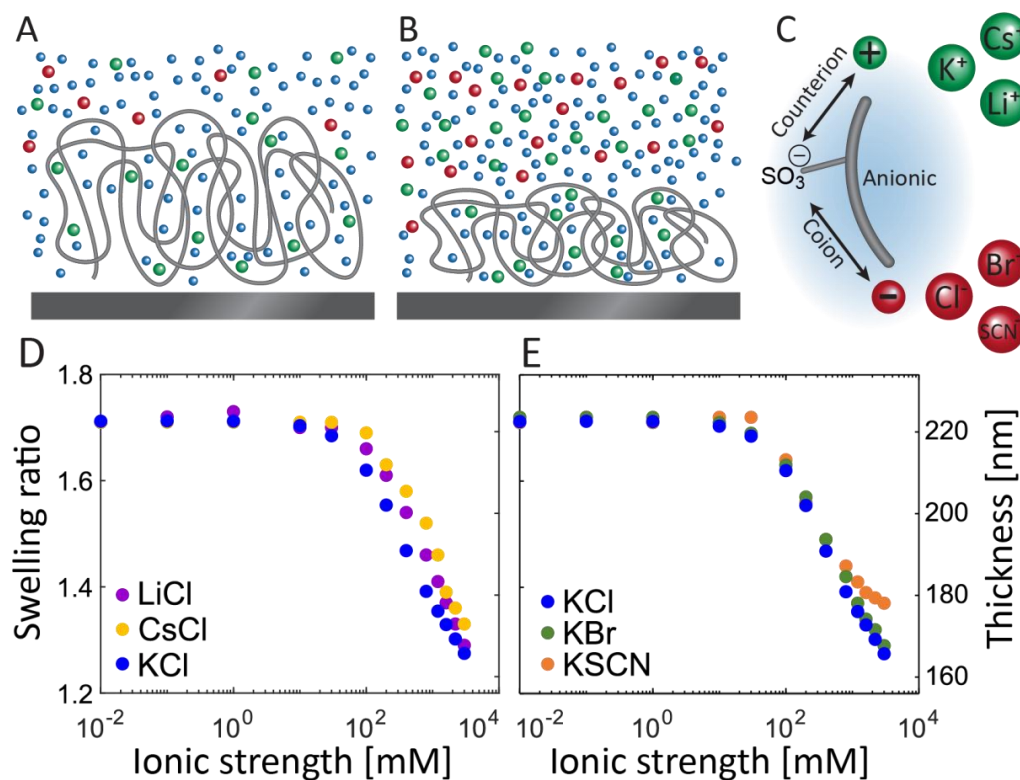 A
B
C
+
Cs⁺
K⁺
Li⁺
Counterion
−
SO₃
Anionic
Coion
−
Cl⁻
Br⁻
SCN⁻
D
E
1.8
1.6
1.4
1.2
Swelling ratio
LiCl
CsCl
KCl
10⁻²
10⁰
10²
10⁴
Ionic strength [mM]
KCl
KBr
KSCN
220
200
180
160
Thickness [nm]
10⁻²
10⁰
10²
10⁴
Ionic strength [mM]